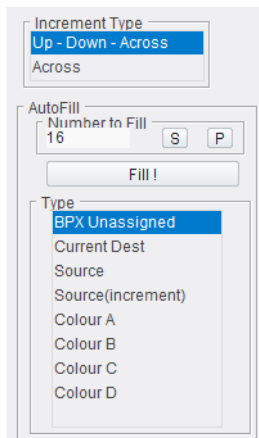 Increment Type
Up - Down - Across
Across
AutoFill
Number to Fill
16 S P
Fill !
Type
BPX Unassigned
Current Dest
Source
Source(increment)
Colour A
Colour B
Colour C
Colour D